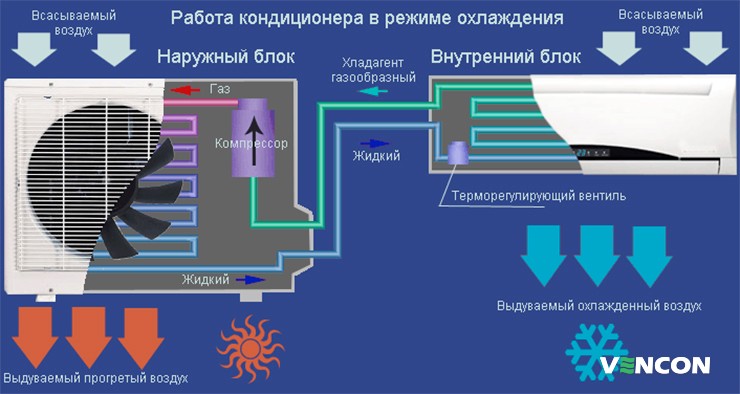 Работа кондиционера в режиме охлаждения
Всасываемый
воздух
Всасываемый
воздух
Наружный блок
Хладагент
газообразный
Внутренний блок
Газ
Компрессор
Жидкий
Терморегулирующий вентиль
Жидкий
Выдуваемый охлажденный воздух
Выдуваемый прогретый воздух
VENCON